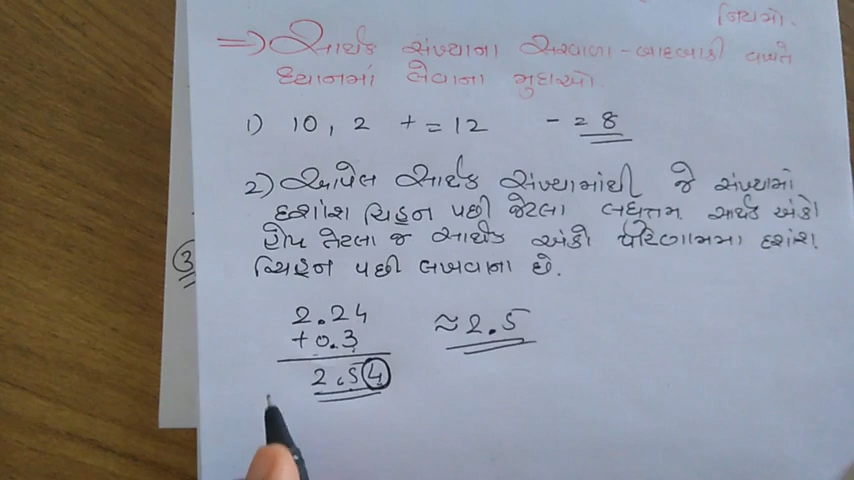 નિયમો.
=> સાર્થક સંખ્યાના સરવાળા - બાદબાકી વખતે
ધ્યાનમાં લેવાના મુદ્દાઓ.
1) 10, 2 + = 12 - = 8
2) આપેલ સાર્થક સંખ્યામાંથી જે સંખ્યામાં
દશાંશ ચિહ્ન પછી જેટલા લઘુત્તમ સાર્થક અંકો
હોય તેટલા જ સાર્થક અંકો પરિણામમા દશાંશ
ચિહ્ન પછી લખવાના છે.
3
2.24
+0.3
2.54
≈ 2.5